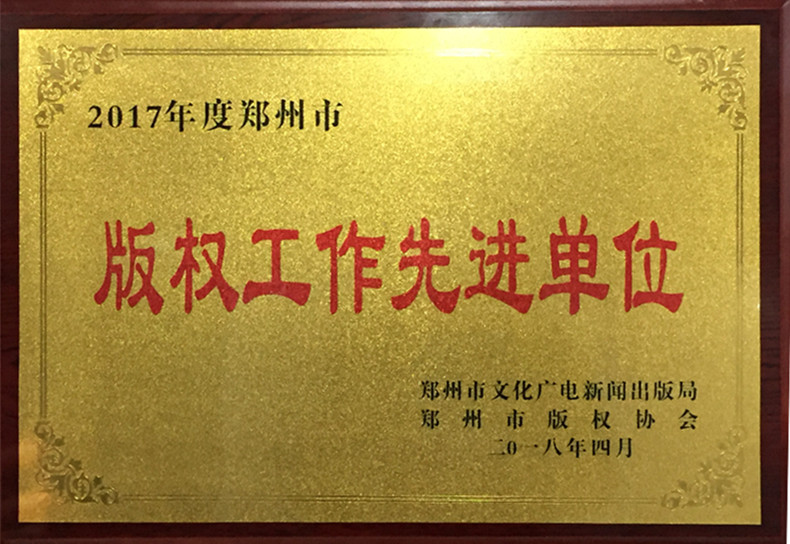 2017年度郑州市
版权工作先进单位
郑州市文化广电新闻出版局
郑州市版权协会
二0一八年四月